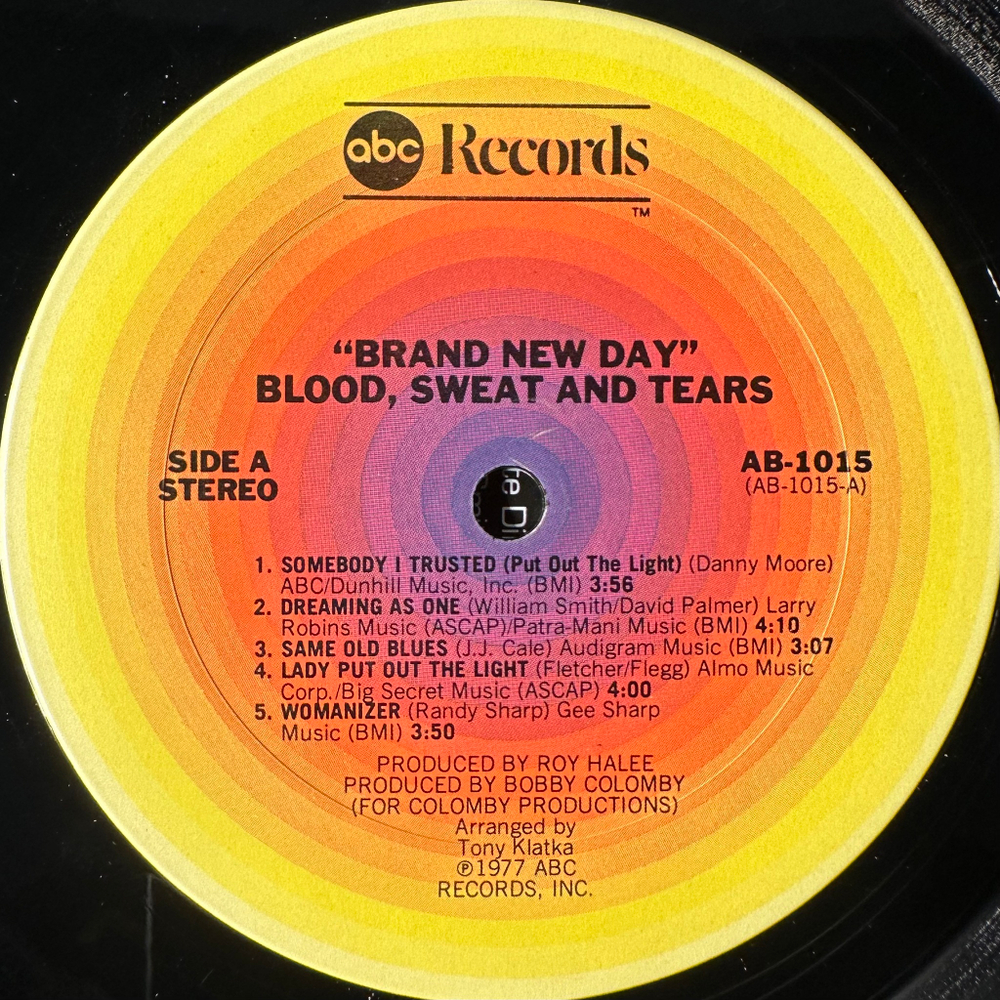 abc Records
TM
“BRAND NEW DAY”
BLOOD, SWEAT AND TEARS
SIDE A
STEREO
AB-1015
(AB-1015-A)
1. SOMEBODY I TRUSTED (Put Out The Light) (Danny Moore)
ABC/Dunhill Music, Inc. (BMI) 3:56
2. DREAMING AS ONE (William Smith/David Palmer) Larry
Robins Music (ASCAP)/Patra-Mani Music (BMI) 4:10
3. SAME OLD BLUES (J.J. Cale) Audigram Music (BMI) 3:07
4. LADY PUT OUT THE LIGHT (Fletcher/Flegg) Almo Music
Corp./Big Secret Music (ASCAP) 4:00
5. WOMANIZER (Randy Sharp) Gee Sharp
Music (BMI) 3:50
PRODUCED BY ROY HALEE
PRODUCED BY BOBBY COLOMBY
(FOR COLOMBY PRODUCTIONS)
Arranged by
Tony Klatka
℗1977 ABC
RECORDS, INC.